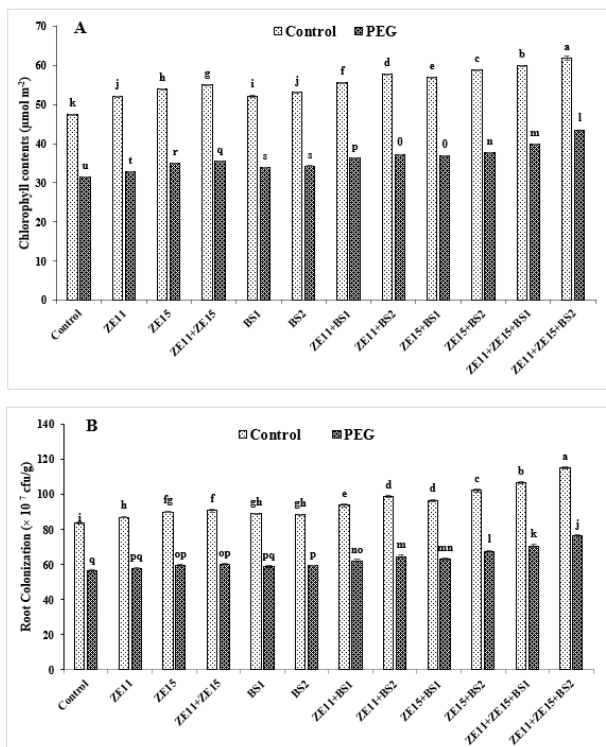 A
Control PEG
Chlorophyll contents (µmol m-2)
70
60
50
40
30
20
10
0
k j h g i j f d e c b a
u t r q s s p 0 0 n m l
Control ZE11 ZE15 ZE11+ZE15 BS1 BS2 ZE11+BS1 ZE11+BS2 ZE15+BS1 ZE15+BS2 ZE11+ZE15+BS1 ZE11+ZE15+BS2
B
Control PEG
Root Colonization (× 10 7 cfu/g)
140
120
100
80
60
40
20
0
h fg f gh gh e d d c b a
q pq op op pq p no m mn l k j
Control ZE11 ZE15 ZE11+ZE15 BS1 BS2 ZE11+BS1 ZE11+BS2 ZE15+BS1 ZE15+BS2 ZE11+ZE15+BS1 ZE11+ZE15+BS2